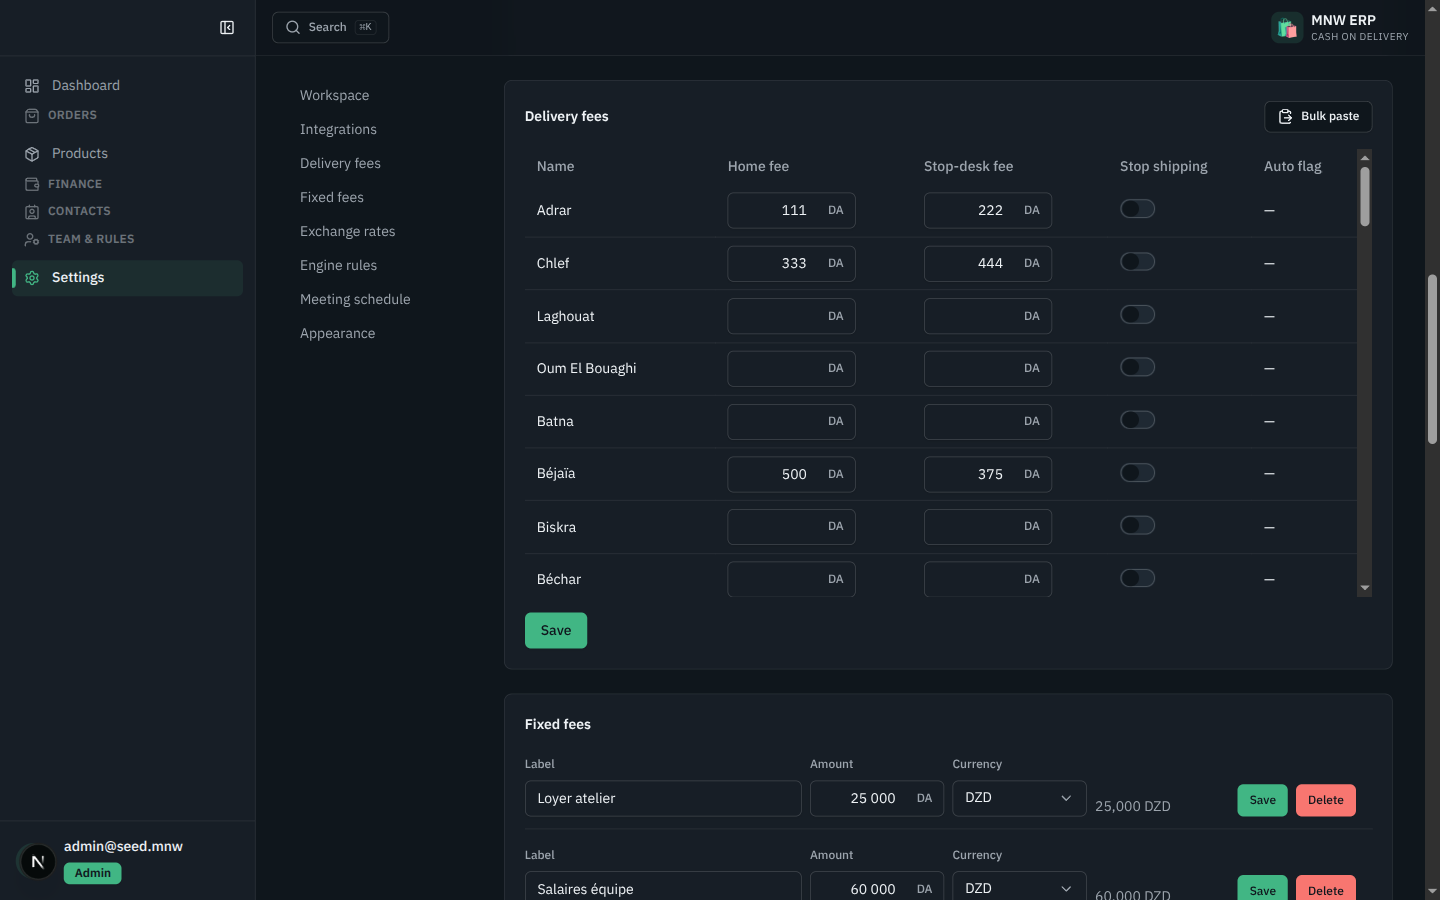 Search ⌘K
MNW ERP
CASH ON DELIVERY
Dashboard
ORDERS
Products
FINANCE
CONTACTS
TEAM & RULES
Settings
admin@seed.mnw
Admin
N
Workspace
Integrations
Delivery fees
Fixed fees
Exchange rates
Engine rules
Meeting schedule
Appearance
Delivery fees
Bulk paste
Name Home fee Stop-desk fee Stop shipping Auto flag
Adrar 111 DA 222 DA —
Chlef 333 DA 444 DA —
Laghouat DA DA —
Oum El Bouaghi DA DA —
Batna DA DA —
Béjaïa 500 DA 375 DA —
Biskra DA DA —
Béchar DA DA —
Save
Fixed fees
Label Amount Currency
Loyer atelier 25 000 DA DZD 25,000 DZD Save Delete
Label Amount Currency
Salaires équipe 60 000 DA DZD 60,000 DZD Save Delete